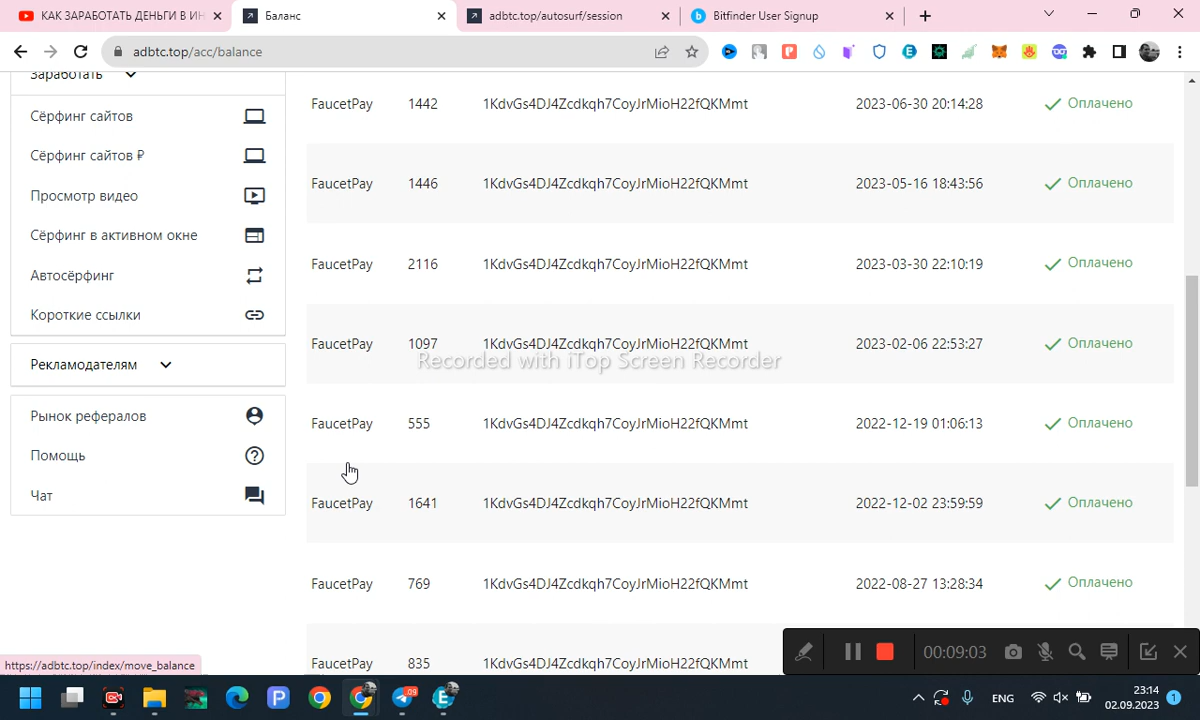 КАК ЗАРАБОТАТЬ ДЕНЬГИ В ИН
Баланс
adbtc.top/autosurf/session
Bitfinder User Signup
adbtc.top/acc/balance
Заработать
Сёрфинг сайтов
Сёрфинг сайтов ₽
Просмотр видео
Сёрфинг в активном окне
Автосёрфинг
Короткие ссылки
Рекламодателям
Рынок рефералов
Помощь
Чат
FaucetPay 1442 1KdvGs4DJ4Zcdkqh7CoyJrMioH22fQKMmt 2023-06-30 20:14:28 Оплачено
FaucetPay 1446 1KdvGs4DJ4Zcdkqh7CoyJrMioH22fQKMmt 2023-05-16 18:43:56 Оплачено
FaucetPay 2116 1KdvGs4DJ4Zcdkqh7CoyJrMioH22fQKMmt 2023-03-30 22:10:19 Оплачено
FaucetPay 1097 1KdvGs4DJ4Zcdkqh7CoyJrMioH22fQKMmt 2023-02-06 22:53:27 Оплачено
Recorded with iTop Screen Recorder
FaucetPay 555 1KdvGs4DJ4Zcdkqh7CoyJrMioH22fQKMmt 2022-12-19 01:06:13 Оплачено
FaucetPay 1641 1KdvGs4DJ4Zcdkqh7CoyJrMioH22fQKMmt 2022-12-02 23:59:59 Оплачено
FaucetPay 769 1KdvGs4DJ4Zcdkqh7CoyJrMioH22fQKMmt 2022-08-27 13:28:34 Оплачено
FaucetPay 835 1KdvGs4DJ4Zcdkqh7CoyJrMioH22fQKMmt
https://adbtc.top/index/move_balance
00:09:03
09
ENG
23:14
02.09.2023
1